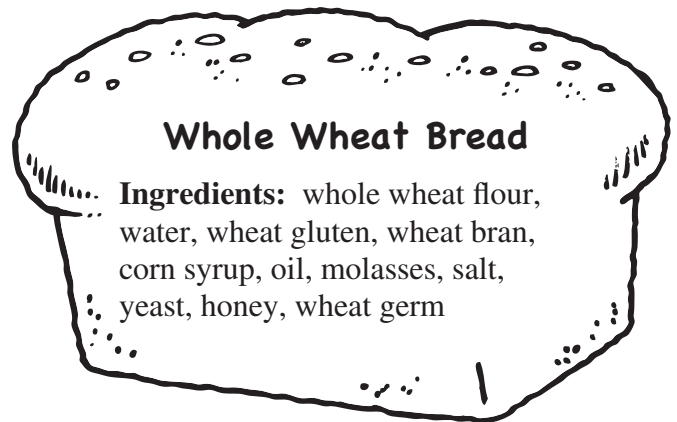 Whole Wheat Bread
Ingredients: whole wheat flour,
water, wheat gluten, wheat bran,
corn syrup, oil, molasses, salt,
yeast, honey, wheat germ